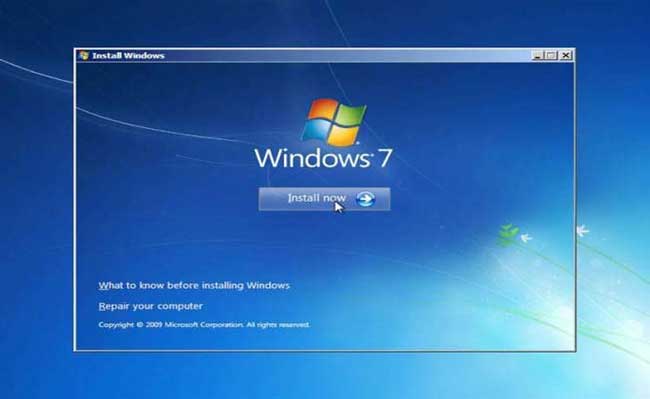 Install Windows
Windows 7
Install now
What to know before installing Windows
Repair your computer
Copyright © 2009 Microsoft Corporation. All rights reserved.